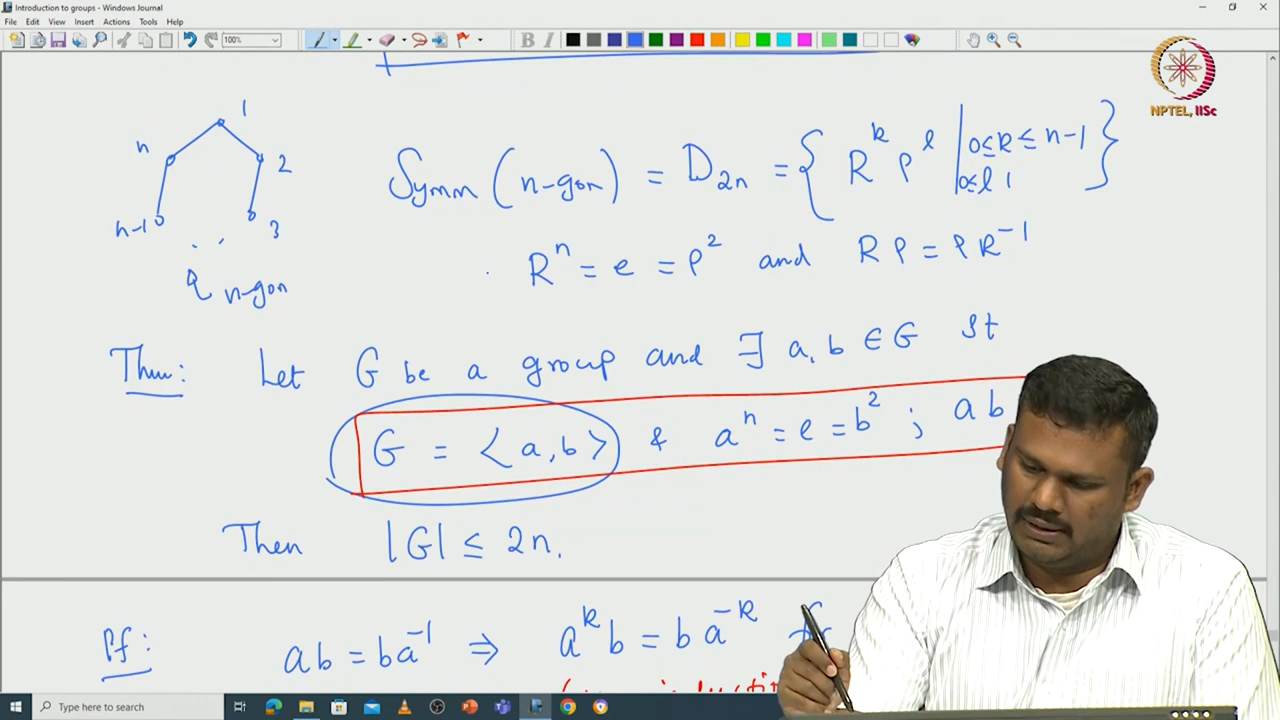 Introduction to groups - Windows Journal
File Edit View Insert Actions Tools Help
100%
NPTEL, IISc
1
n
2
n-1
3
n-gon
Symm (n-gon) = D_{2n} = { R^k ρ^l | 0≤k≤n-1
0≤l 1 }
R^n = e = ρ^2 and Rρ = ρR^{-1}
Thm: Let G be a group and ∃ a, b ∈ G st
G = <a, b> & a^n = e = b^2 ; ab
Then |G| ≤ 2n.
Pf: ab = ba^{-1} ⇒ a^k b = b a^{-k}
Type here to search